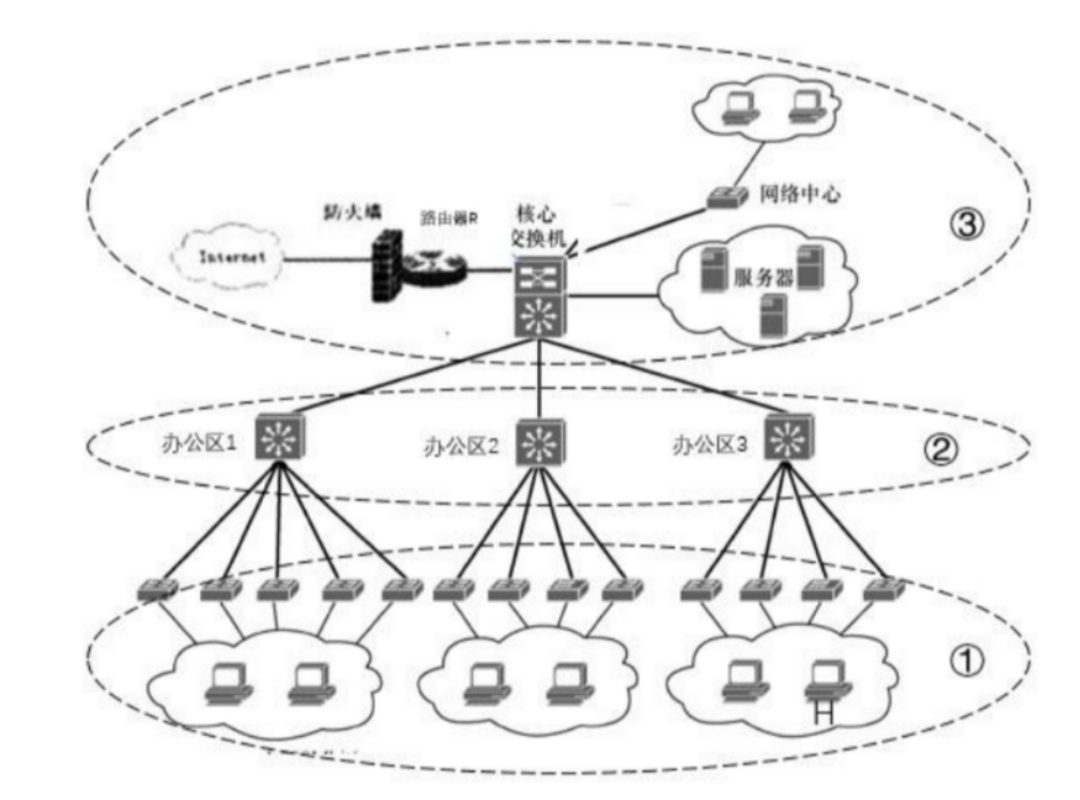 网络中心
③
防火墙
路由器R
核心
交换机
Internet
服务器
办公区1
办公区2
办公区3
②
①
H